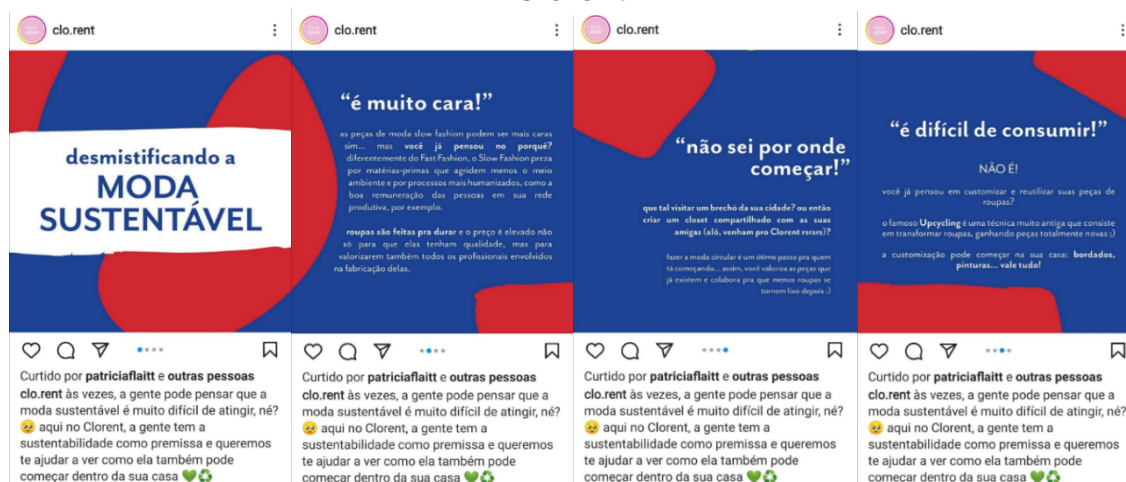 clo.rent
desmistificando a
MODA
SUSTENTÁVEL
Curtido por patriciaflaitt e outras pessoas
clo.rent às vezes, a gente pode pensar que a
moda sustentável é muito difícil de atingir, né?
🥺 aqui no Clorent, a gente tem a
sustentabilidade como premissa e queremos
te ajudar a ver como ela também pode
começar dentro da sua casa 💚♻️
clo.rent
“é muito cara!”
as peças de moda slow fashion podem ser mais caras
sim... mas você já pensou no porquê?
diferentemente do Fast Fashion, o Slow Fashion preza
por matérias-primas que agridem menos o meio
ambiente e por processos mais humanizados, como a
boa remuneração das pessoas em sua rede
produtiva, por exemplo.
roupas são feitas pra durar e o preço é elevado não
só para que elas tenham qualidade, mas para
valorizarem também todos os profissionais envolvidos
na fabricação delas.
Curtido por patriciaflaitt e outras pessoas
clo.rent às vezes, a gente pode pensar que a
moda sustentável é muito difícil de atingir, né?
🥺 aqui no Clorent, a gente tem a
sustentabilidade como premissa e queremos
te ajudar a ver como ela também pode
começar dentro da sua casa 💚♻️
clo.rent
“não sei por onde
começar!”
que tal visitar um brechó da sua cidade? ou então
criar um closet compartilhado com as suas
amigas (alô, venham pro Clorent rsrsrs)?
fazer a moda circular é um ótimo passo pra quem
tá começando... assim, você valoriza as peças que
já existem e colabora pra que menos roupas se
tornem lixo depois :)
Curtido por patriciaflaitt e outras pessoas
clo.rent às vezes, a gente pode pensar que a
moda sustentável é muito difícil de atingir, né?
🥺 aqui no Clorent, a gente tem a
sustentabilidade como premissa e queremos
te ajudar a ver como ela também pode
começar dentro da sua casa 💚♻️
clo.rent
“é difícil de consumir!”
NÃO É!
você já pensou em customizar e reutilizar suas peças de
roupas?
o famoso Upcycling é uma técnica muito antiga que consiste
em transformar roupas, ganhando peças totalmente novas ;)
a customização pode começar na sua casa: bordados,
pinturas... vale tudo!
Curtido por patriciaflaitt e outras pessoas
clo.rent às vezes, a gente pode pensar que a
moda sustentável é muito difícil de atingir, né?
🥺 aqui no Clorent, a gente tem a
sustentabilidade como premissa e queremos
te ajudar a ver como ela também pode
começar dentro da sua casa 💚♻️